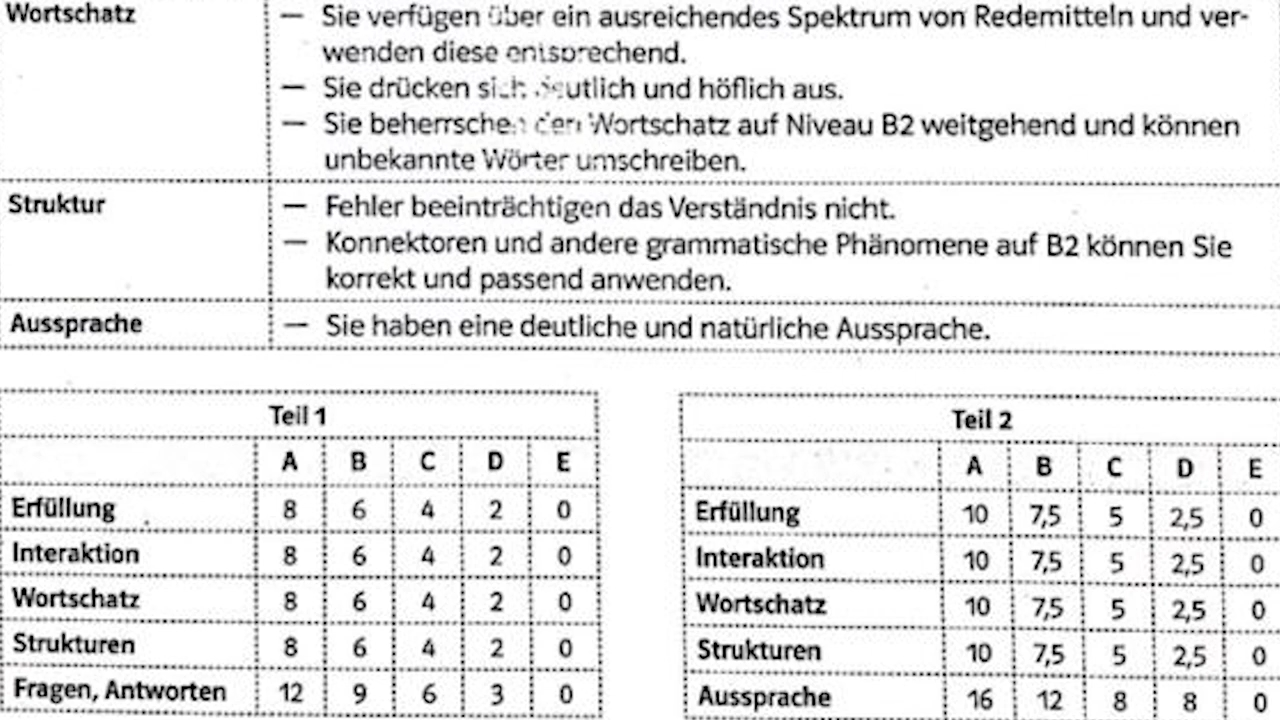 Wortschatz — Sie verfügen über ein ausreichendes Spektrum von Redemitteln und ver-
wenden diese entsprechend.
— Sie drücken sich deutlich und höflich aus.
— Sie beherrschen den Wortschatz auf Niveau B2 weitgehend und können
unbekannte Wörter umschreiben.
Struktur — Fehler beeinträchtigen das Verständnis nicht.
— Konnektoren und andere grammatische Phänomene auf B2 können Sie
korrekt und passend anwenden.
Aussprache — Sie haben eine deutliche und natürliche Aussprache.
Teil 1
A B C D E
Erfüllung 8 6 4 2 0
Interaktion 8 6 4 2 0
Wortschatz 8 6 4 2 0
Strukturen 8 6 4 2 0
Fragen, Antworten 12 9 6 3 0
Teil 2
A B C D E
Erfüllung 10 7,5 5 2,5 0
Interaktion 10 7,5 5 2,5 0
Wortschatz 10 7,5 5 2,5 0
Strukturen 10 7,5 5 2,5 0
Aussprache 16 12 8 8 0